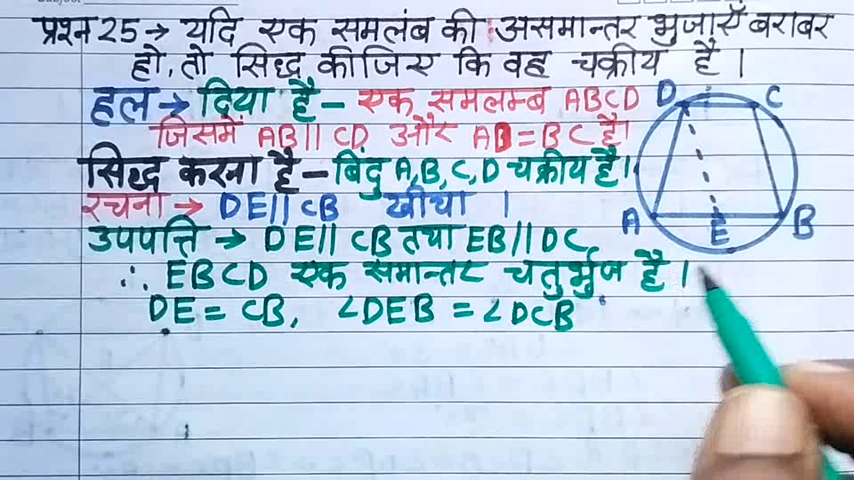 प्रश्न 25 → यदि एक समलंब की असमान्तर भुजाएँ बराबर
हो, तो सिद्ध कीजिए कि वह चक्रीय है ।
हल → दिया है - एक समलम्ब ABCD
जिसमें AB || CD और AD = BC है।
सिद्ध करना है - बिंदु A, B, C, D चक्रीय है।
रचना → DE || CB खींचा ।
उपपत्ति → DE || CB तथा EB || DC
∴ EBCD एक समान्तर चतुर्भुज है ।
DE = CB, ∠DEB = ∠DCB
D C
A E B